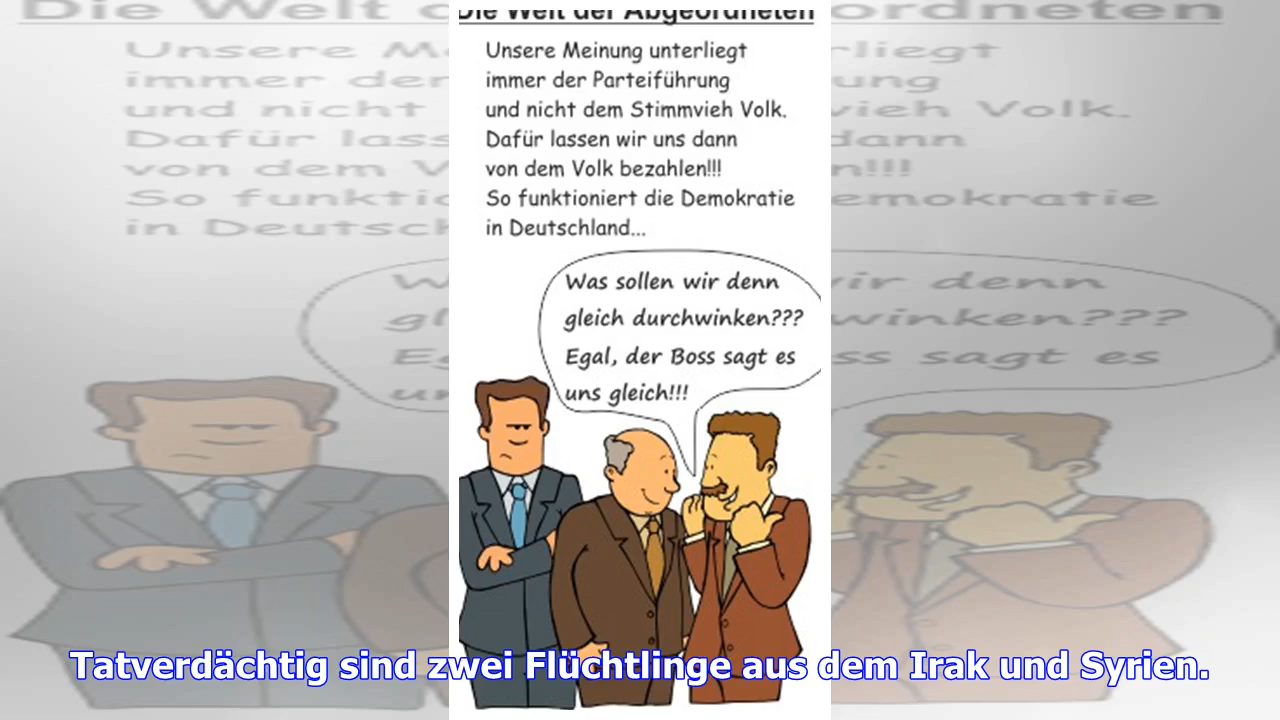 Die Welt der Abgeordneten
Unsere Meinung unterliegt
immer der Parteiführung
und nicht dem Stimmvieh Volk.
Dafür lassen wir uns dann
von dem Volk bezahlen!!!
So funktioniert die Demokratie
in Deutschland...
Was sollen wir denn
gleich durchwinken???
Egal, der Boss sagt es
uns gleich!!!
Tatverdächtig sind zwei Flüchtlinge aus dem Irak und Syrien.